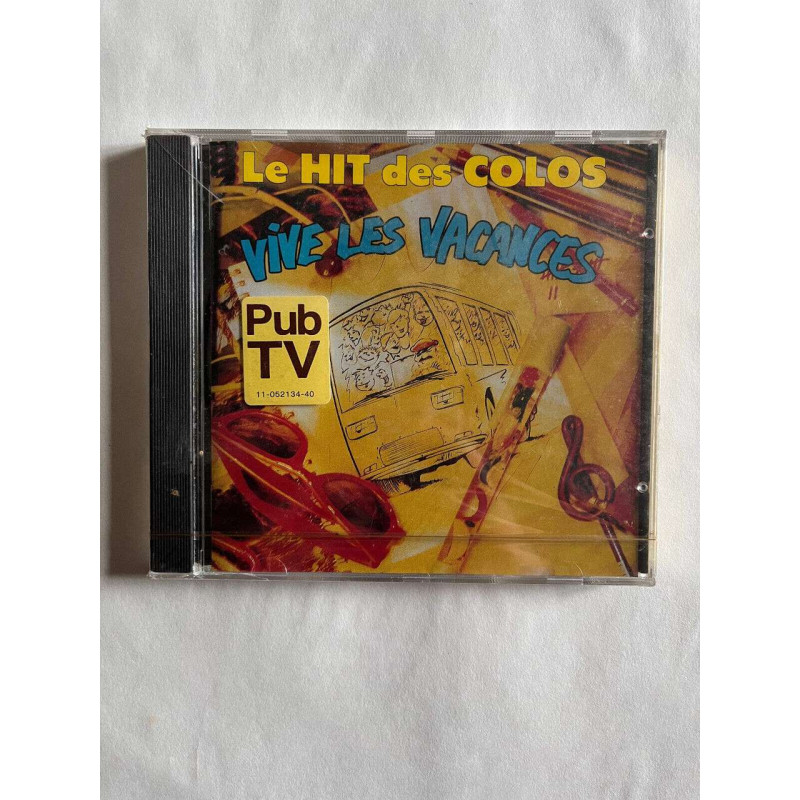 Le HIT des COLOS
ViVE LES VACANCES
Pub
TV
11-052134-40